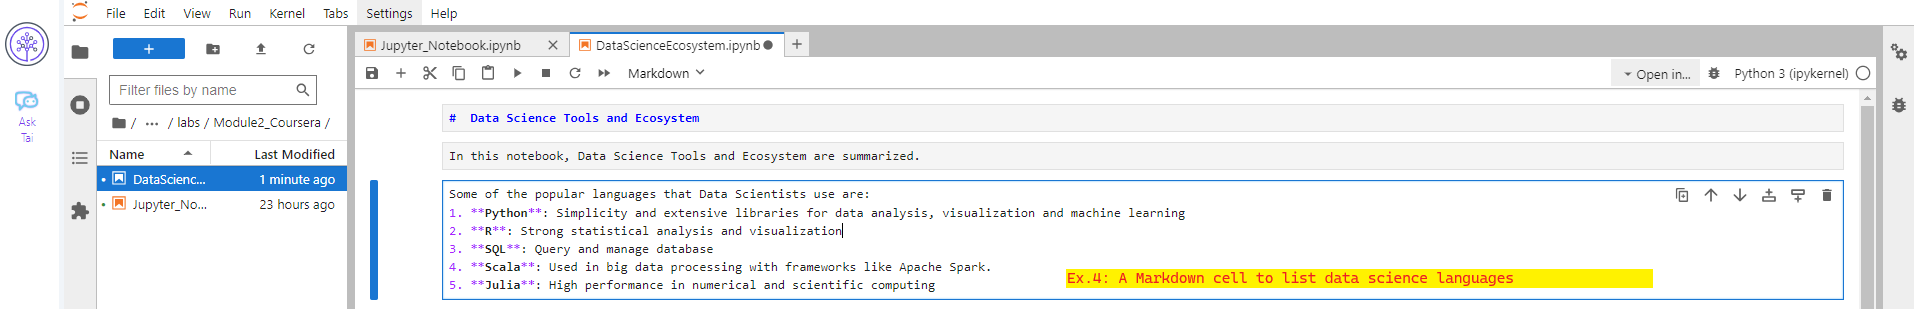 File Edit View Run Kernel Tabs Settings Help
Ask
Tai
Filter files by name
/ ... / labs / Module2_Coursera /
Name Last Modified
DataScienc... 1 minute ago
Jupyter_No... 23 hours ago
Jupyter_Notebook.ipynb
DataScienceEcosystem.ipynb
Markdown
Open in...
Python 3 (ipykernel)
# Data Science Tools and Ecosystem
In this notebook, Data Science Tools and Ecosystem are summarized.
Some of the popular languages that Data Scientists use are:
1. **Python**: Simplicity and extensive libraries for data analysis, visualization and machine learning
2. **R**: Strong statistical analysis and visualization
3. **SQL**: Query and manage database
4. **Scala**: Used in big data processing with frameworks like Apache Spark.
5. **Julia**: High performance in numerical and scientific computing
Ex.4: A Markdown cell to list data science languages